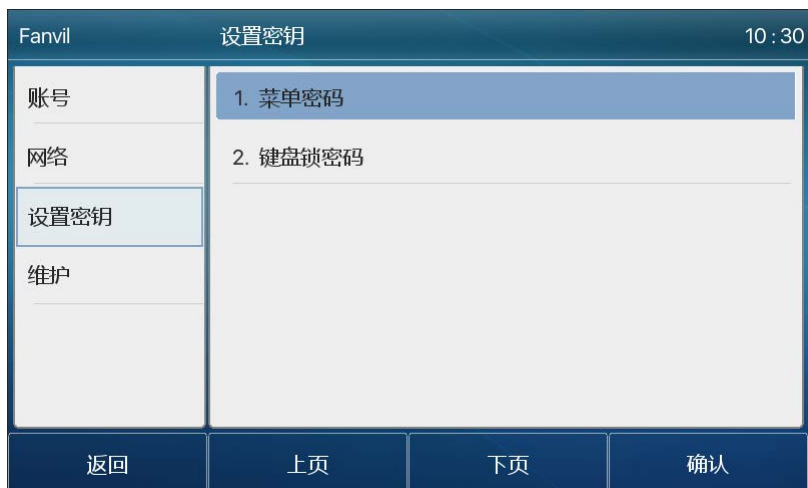 Fanvil 设置密钥 10:30
账号
网络
设置密钥
维护
1. 菜单密码
2. 键盘锁密码
返回 上页 下页 确认